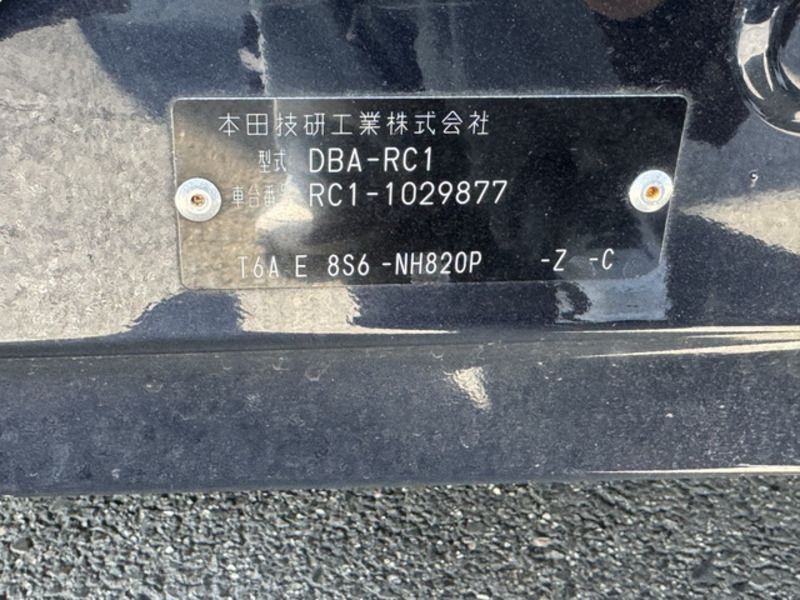 本田技研工業株式会社
型式 DBA-RC1
車台番号 RC1-1029877
T6A E 8S6 -NH820P -Z -C